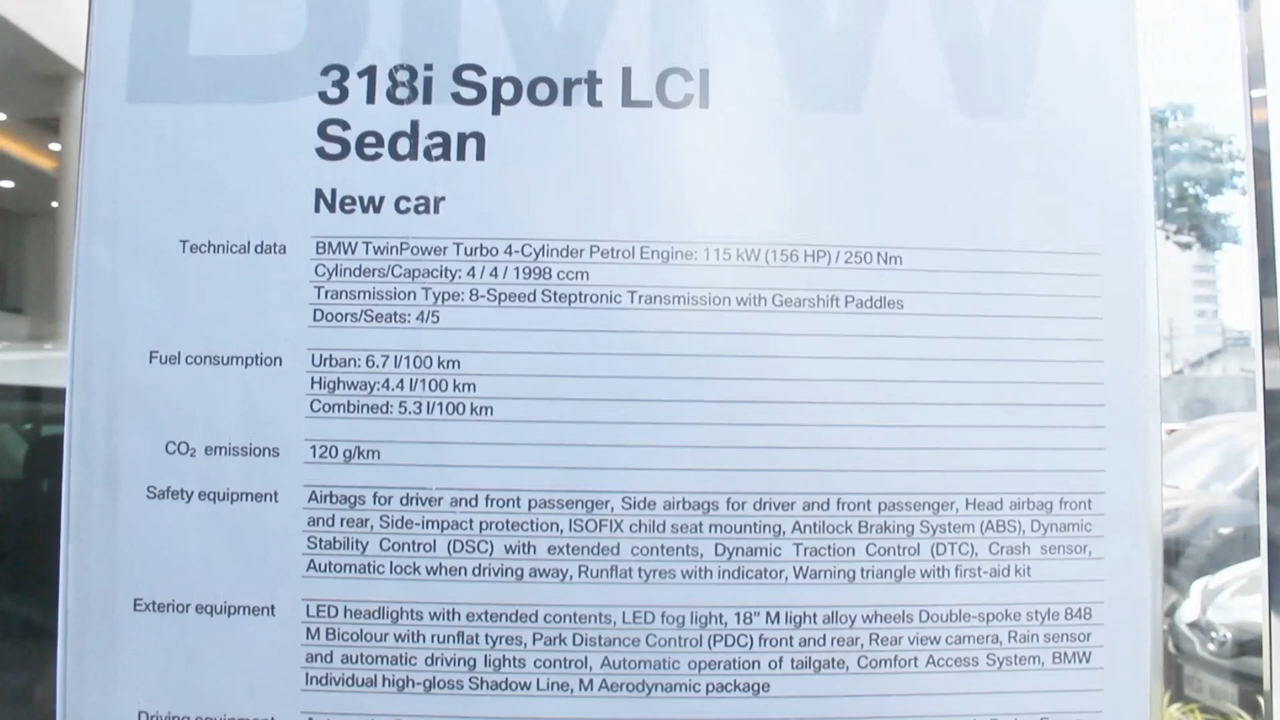 BMW
318i Sport LCI
Sedan
New car
Technical data
BMW TwinPower Turbo 4-Cylinder Petrol Engine: 115 kW (156 HP) / 250 Nm
Cylinders/Capacity: 4 / 4 / 1998 ccm
Transmission Type: 8-Speed Steptronic Transmission with Gearshift Paddles
Doors/Seats: 4/5
Fuel consumption
Urban: 6.7 l/100 km
Highway:4.4 l/100 km
Combined: 5.3 l/100 km
CO₂ emissions
120 g/km
Safety equipment
Airbags for driver and front passenger, Side airbags for driver and front passenger, Head airbag front
and rear, Side-impact protection, ISOFIX child seat mounting, Antilock Braking System (ABS), Dynamic
Stability Control (DSC) with extended contents, Dynamic Traction Control (DTC), Crash sensor,
Automatic lock when driving away, Runflat tyres with indicator, Warning triangle with first-aid kit
Exterior equipment
LED headlights with extended contents, LED fog light, 18" M light alloy wheels Double-spoke style 848
M Bicolour with runflat tyres, Park Distance Control (PDC) front and rear, Rear view camera, Rain sensor
and automatic driving lights control, Automatic operation of tailgate, Comfort Access System, BMW
Individual high-gloss Shadow Line, M Aerodynamic package
Driving equipment